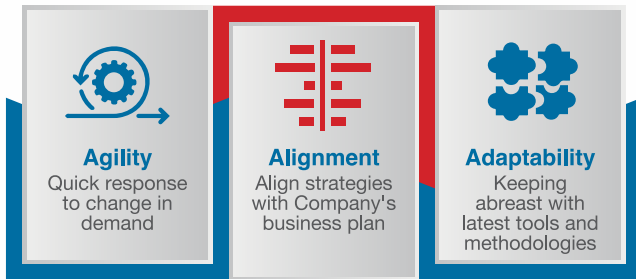 Agility
Quick response
to change in
demand
Alignment
Align strategies
with Company's
business plan
Adaptability
Keeping
abreast with
latest tools and
methodologies